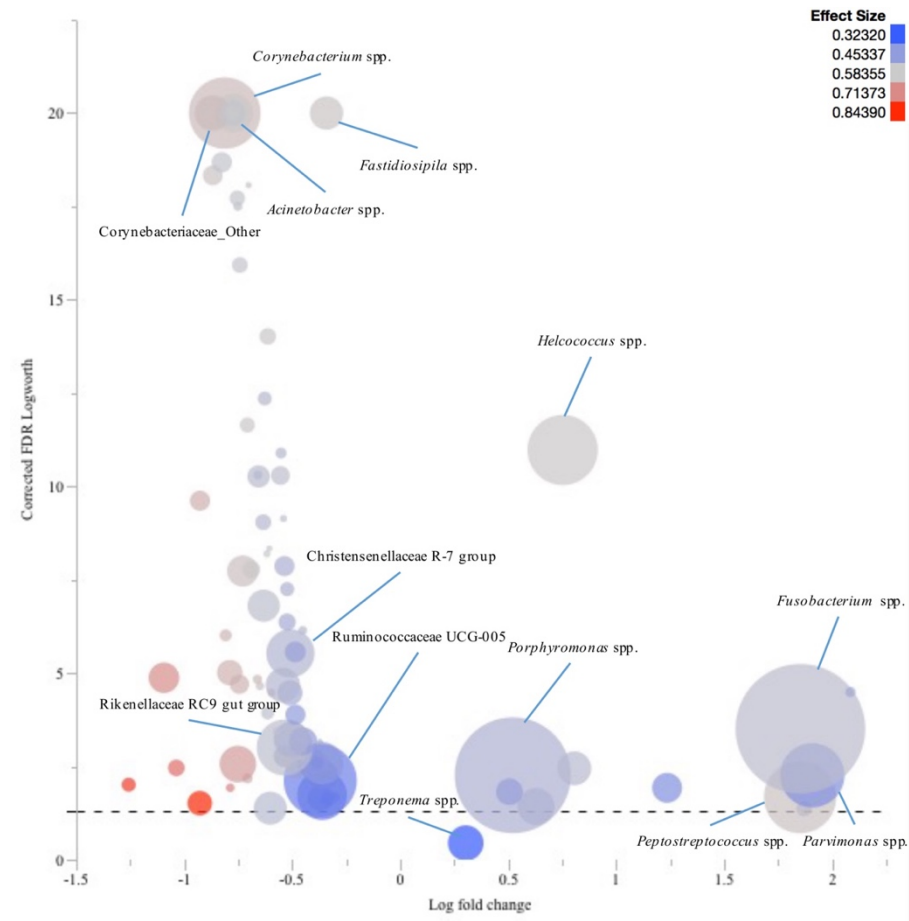 Effect Size
0.32320
0.45337
0.58355
0.71373
0.84390
Corynebacterium spp.
20
Fastidiosipila spp.
Acinetobacter spp.
Corynebacteriaceae_Other
15
Helcococcus spp.
Corrected FDR Logworth
10
Christensenellaceae R-7 group
Fusobacterium spp.
Ruminococcaceae UCG-005
Porphyromonas spp.
5
Rikenellaceae RC9 gut group
Treponema spp.
Peptostreptococcus spp.
Parvimonas spp.
0
-1.5 -1 -0.5 0 0.5 1 1.5 2
Log fold change